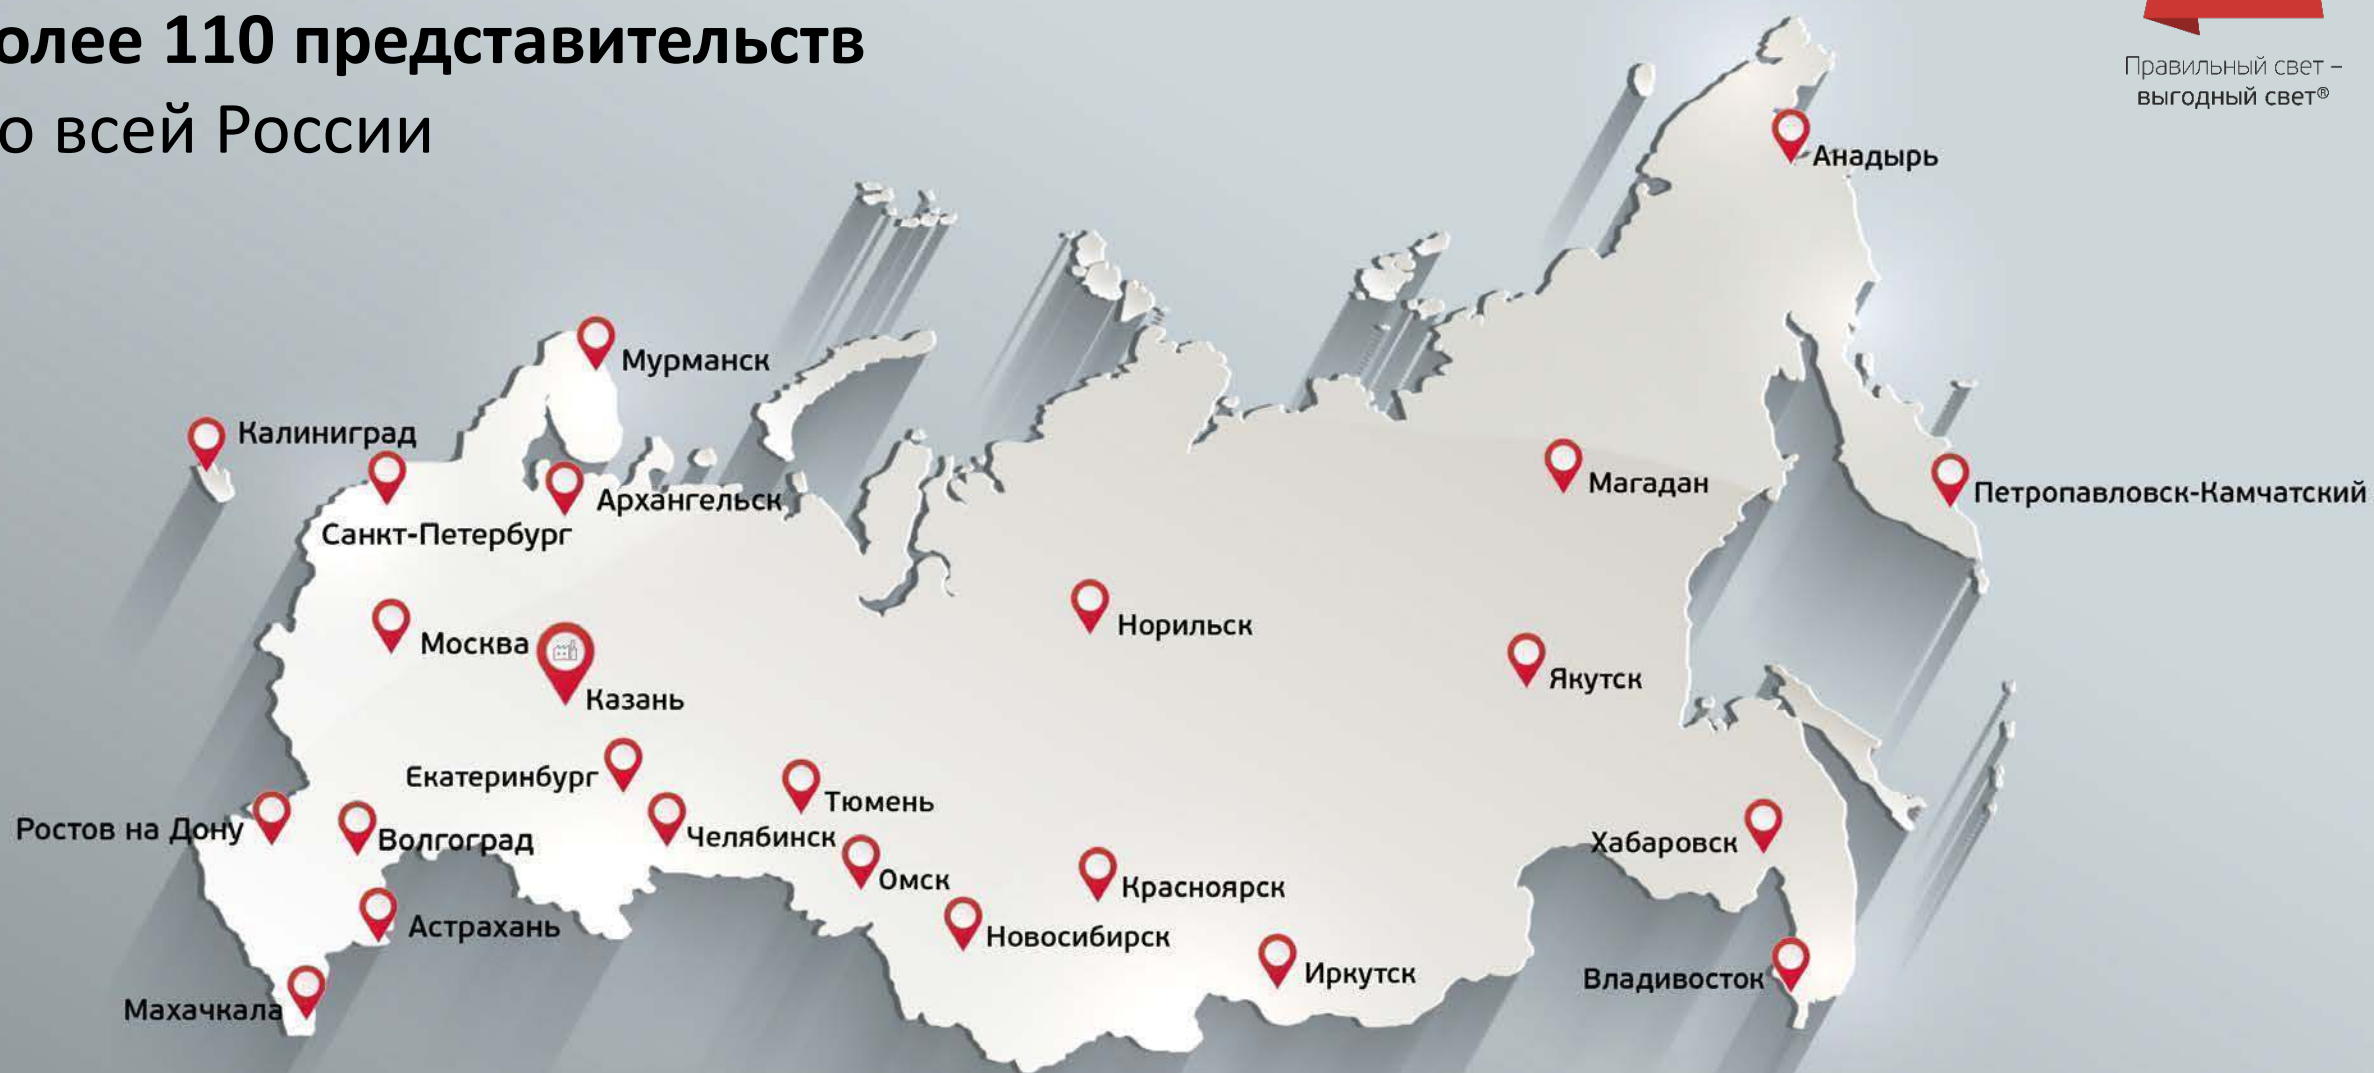 олее 110 представительств
о всей России
Правильный свет –
выгодный свет®
Анадырь
Мурманск
Калиниград
Архангельск
Санкт-Петербург
Магадан
Петропавловск-Камчатский
Норильск
Москва
Казань
Якутск
Екатеринбург
Тюмень
Ростов на Дону
Волгоград
Челябинск
Хабаровск
Омск
Красноярск
Астрахань
Новосибирск
Иркутск
Владивосток
Махачкала